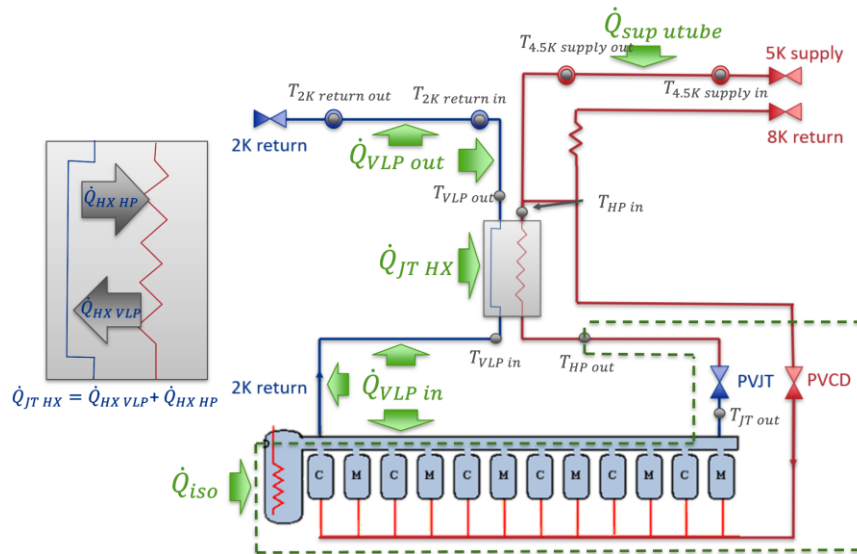 Q̇sup utube
T4.5K supply out
5K supply
T4.5K supply in
T2K return out
T2K return in
8K return
2K return
Q̇VLP out
Q̇HX HP
TVLP out
THP in
Q̇JT HX
Q̇HX VLP
TVLP in
THP out
Q̇JT HX = Q̇HX VLP + Q̇HX HP
2K return
Q̇VLP in
PVJT
PVCD
TJT out
Q̇iso
C M C M C M C M C M C M